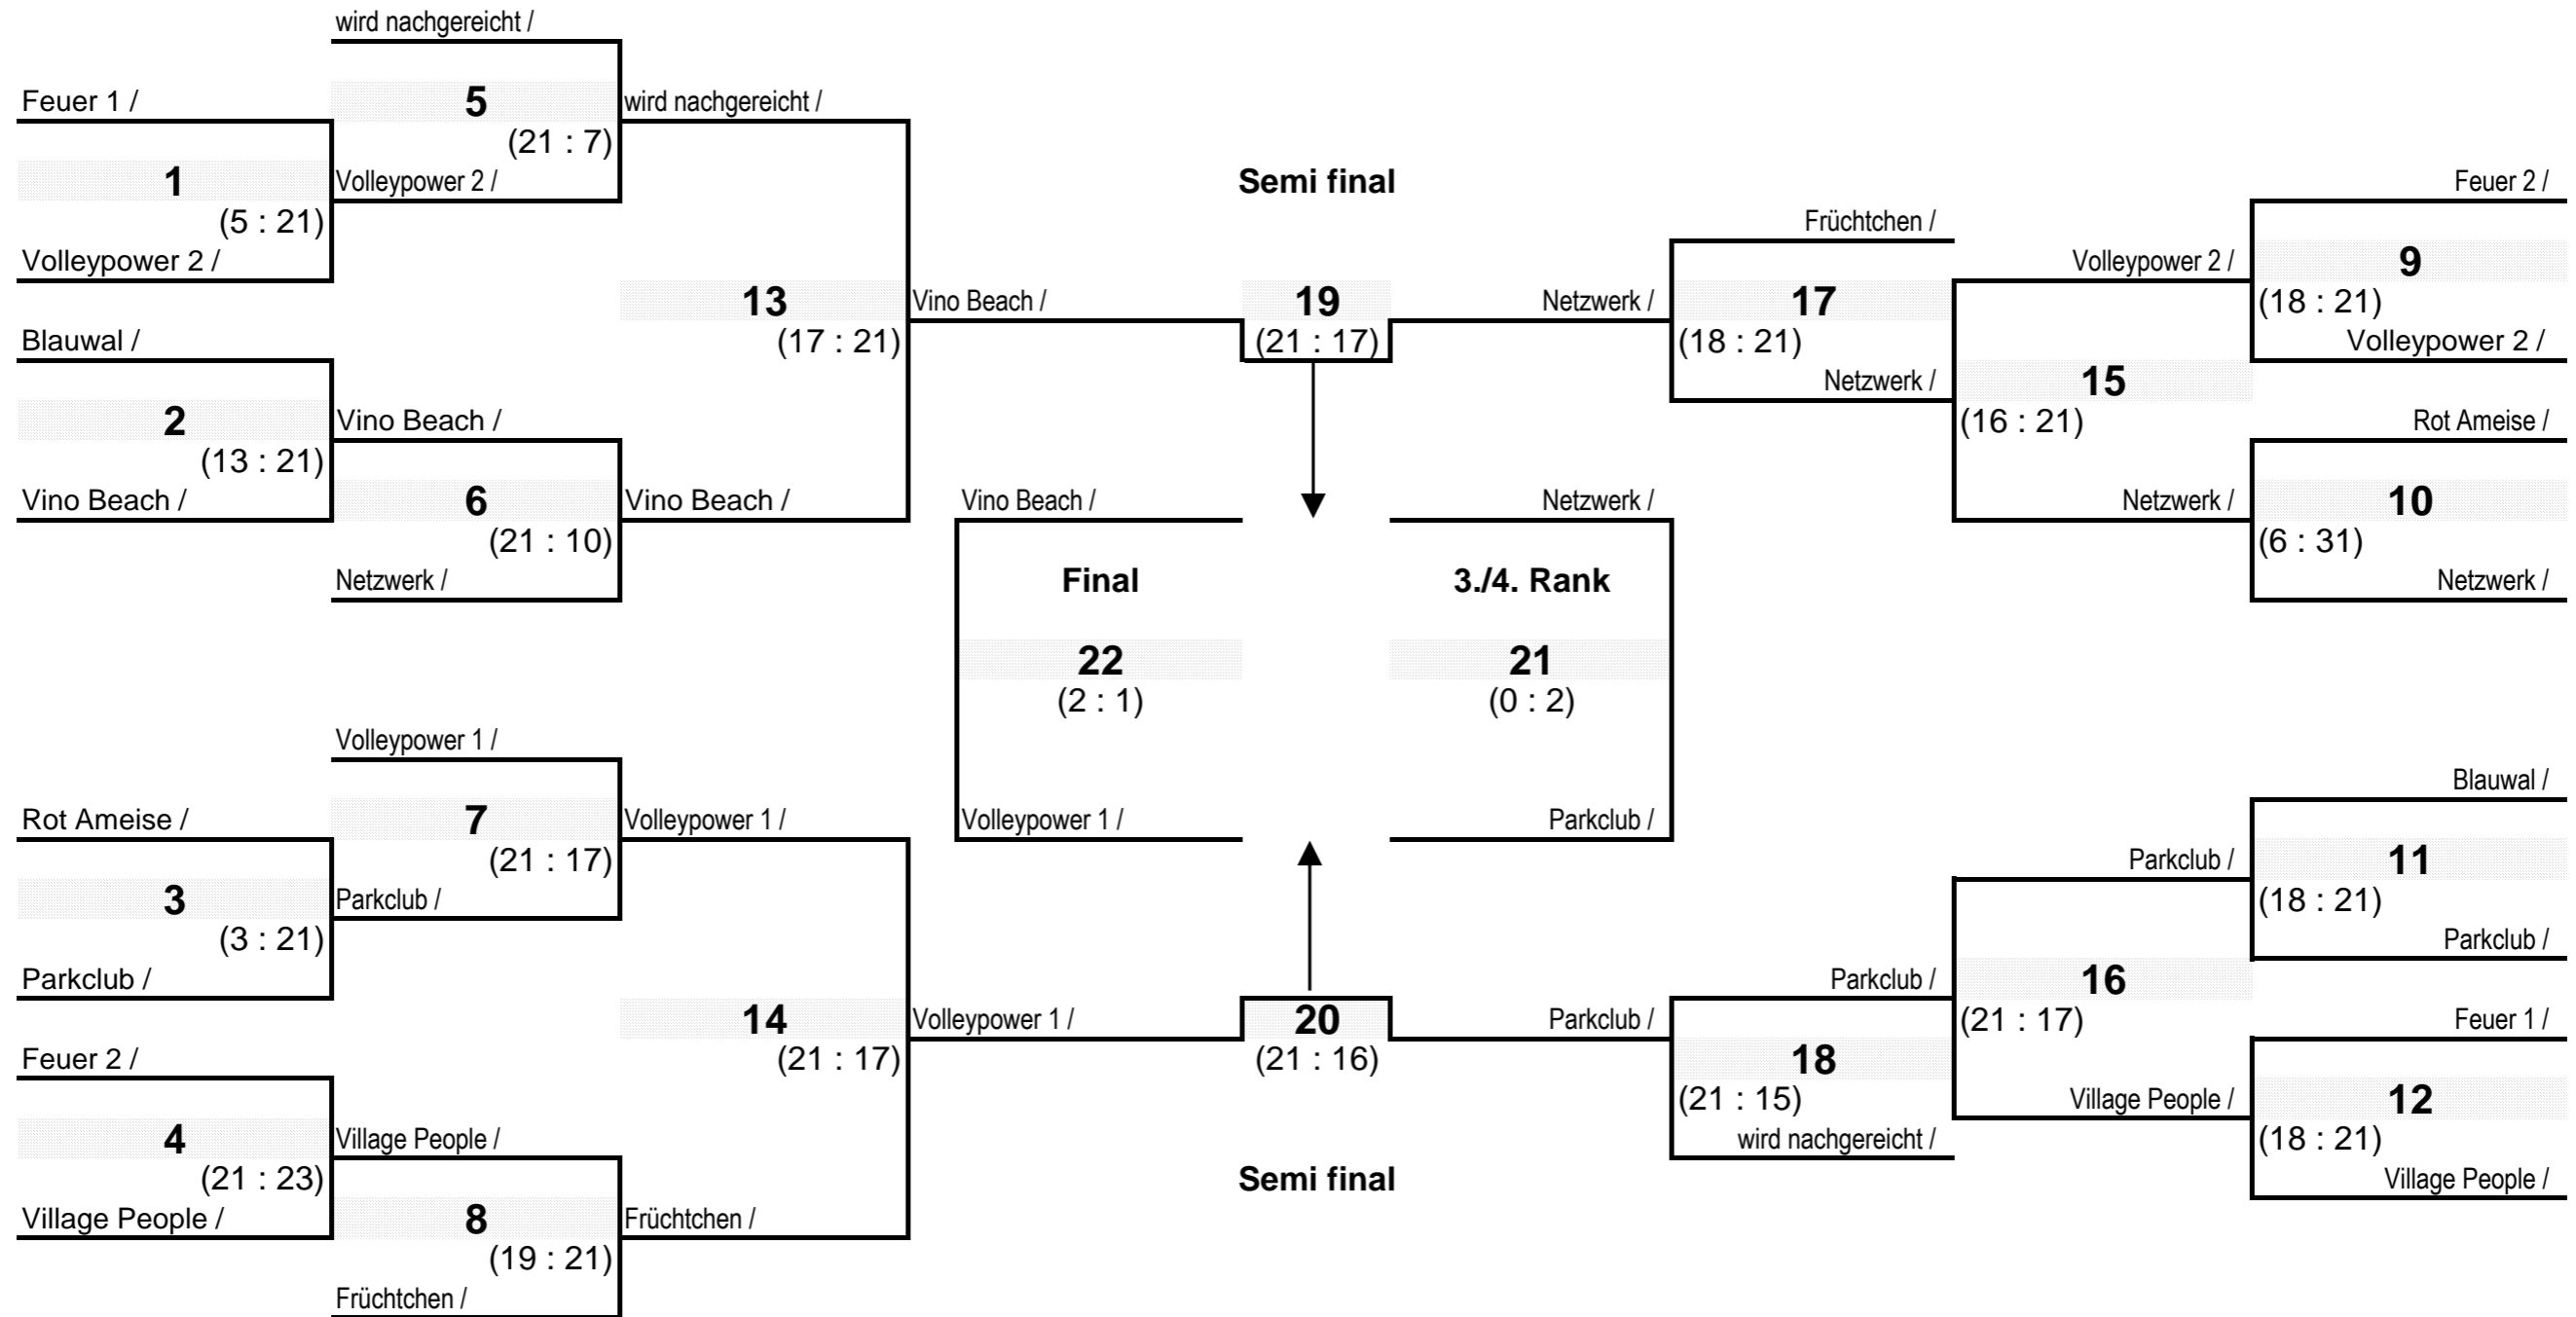 wird nachgereicht /
Feuer 1 /
5
wird nachgereicht /
(21 : 7)
1
Volleypower 2 /
(5 : 21)
Volleypower 2 /
13
Vino Beach /
(17 : 21)
Blauwal /
2
Vino Beach /
(13 : 21)
Vino Beach /
6
Vino Beach /
(21 : 10)
Netzwerk /
Semi final
19
(21 : 17)
Netzwerk /
Früchtchen /
17
(18 : 21)
Netzwerk /
Volleypower 2 /
15
(16 : 21)
Netzwerk /
Feuer 2 /
9
(18 : 21)
Volleypower 2 /
Rot Ameise /
10
(6 : 31)
Netzwerk /
Vino Beach /
Final
22
(2 : 1)
Volleypower 1 /
Netzwerk /
3./4. Rank
21
(0 : 2)
Parkclub /
Volleypower 1 /
Rot Ameise /
7
Volleypower 1 /
(21 : 17)
3
Parkclub /
(3 : 21)
Parkclub /
14
Volleypower 1 /
(21 : 17)
Feuer 2 /
4
Village People /
(21 : 23)
Village People /
8
Früchtchen /
(19 : 21)
Früchtchen /
20
(21 : 16)
Semi final
Parkclub /
Parkclub /
18
(21 : 15)
wird nachgereicht /
Parkclub /
16
(21 : 17)
Village People /
Blauwal /
11
(18 : 21)
Parkclub /
Feuer 1 /
12
(18 : 21)
Village People /